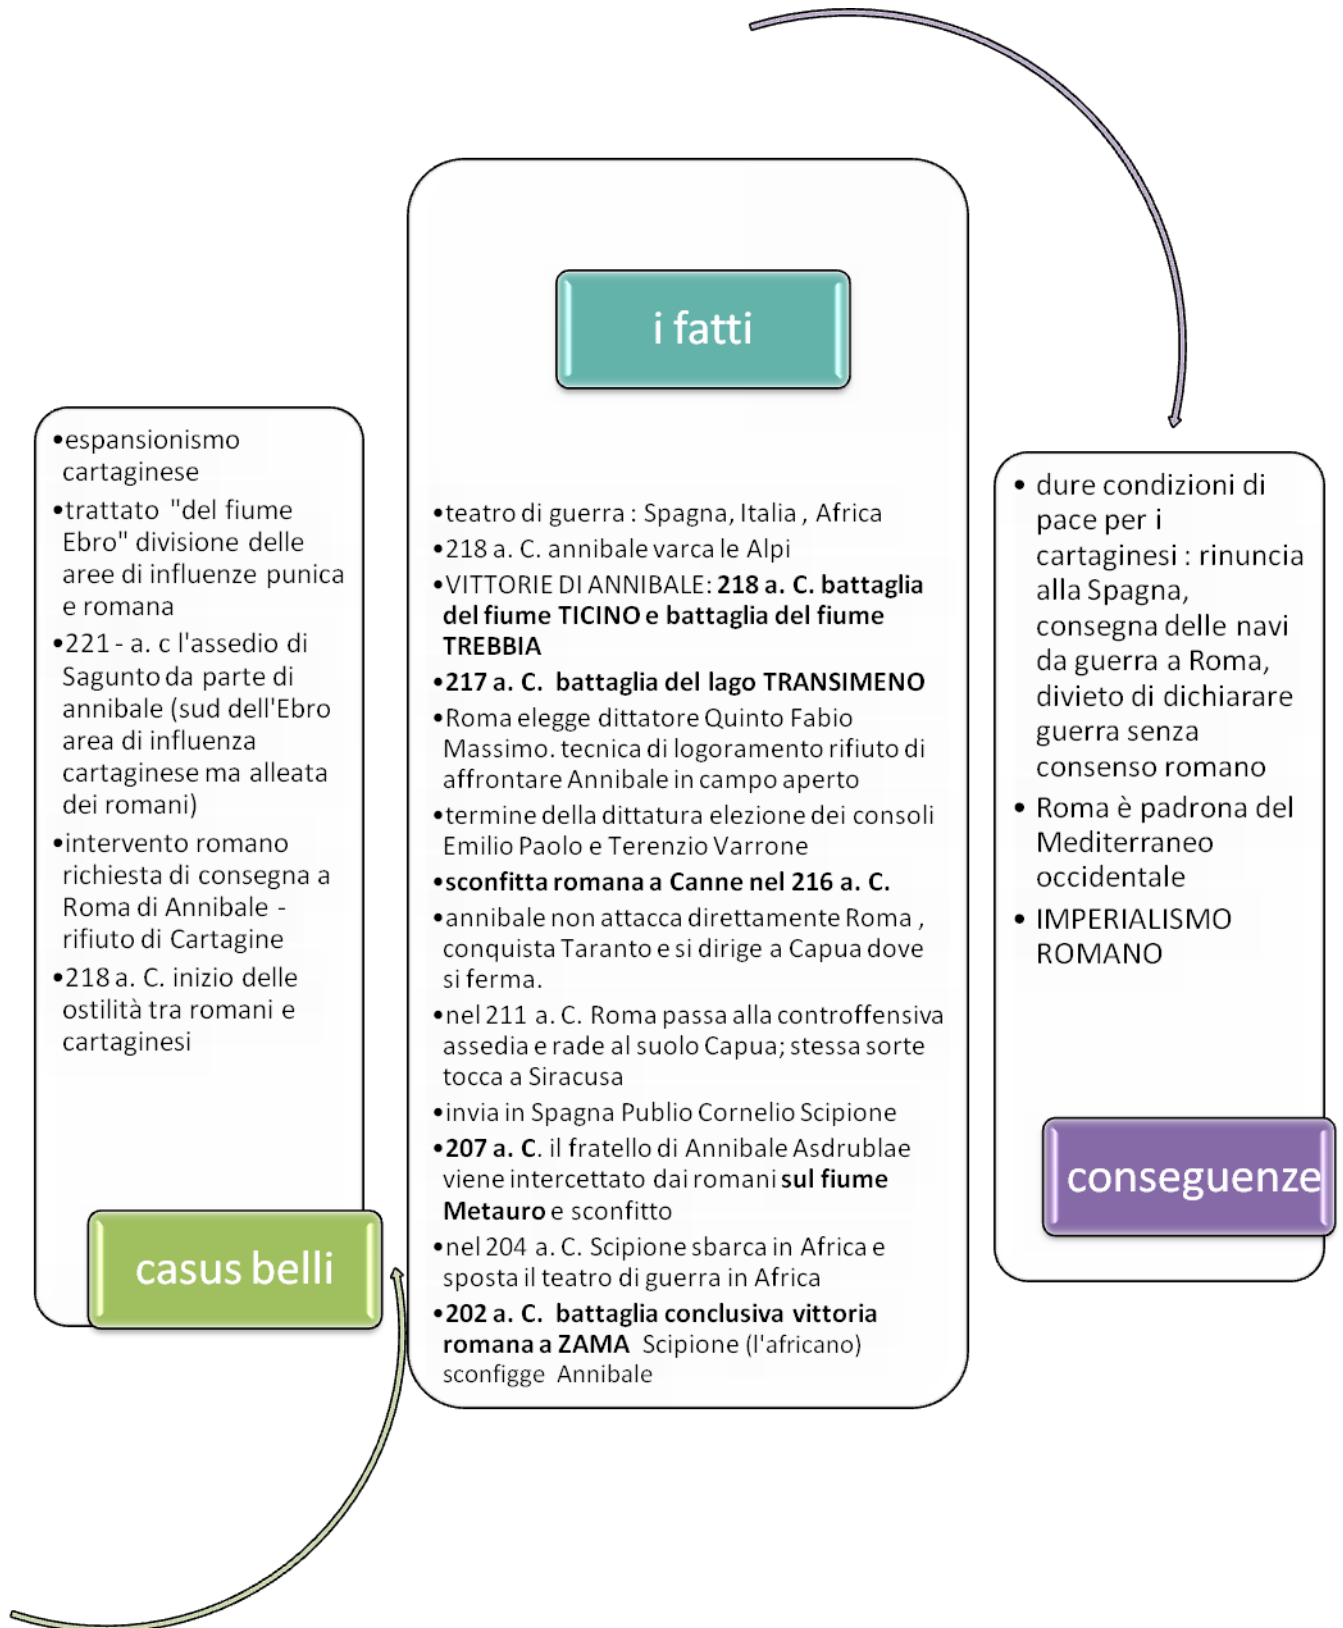 •espansionismo
cartaginese
•trattato "del fiume
Ebro" divisione delle
aree di influenze punica
e romana
•221 - a. c l'assedio di
Sagunto da parte di
annibale (sud dell'Ebro
area di influenza
cartaginese ma alleata
dei romani)
•intervento romano
richiesta di consegna a
Roma di Annibale -
rifiuto di Cartagine
•218 a. C. inizio delle
ostilità tra romani e
cartaginesi
casus belli
i fatti
•teatro di guerra : Spagna, Italia , Africa
•218 a. C. annibale varca le Alpi
•VITTORIE DI ANNIBALE: 218 a. C. battaglia
del fiume TICINO e battaglia del fiume
TREBBIA
•217 a. C. battaglia del lago TRANSIMENO
•Roma elegge dittatore Quinto Fabio
Massimo. tecnica di logoramento rifiuto di
affrontare Annibale in campo aperto
•termine della dittatura elezione dei consoli
Emilio Paolo e Terenzio Varrone
•sconfitta romana a Canne nel 216 a. C.
•annibale non attacca direttamente Roma ,
conquista Taranto e si dirige a Capua dove
si ferma.
•nel 211 a. C. Roma passa alla controffensiva
assedia e rade al suolo Capua; stessa sorte
tocca a Siracusa
•invia in Spagna Publio Cornelio Scipione
•207 a. C. il fratello di Annibale Asdrublae
viene intercettato dai romani sul fiume
Metauro e sconfitto
•nel 204 a. C. Scipione sbarca in Africa e
sposta il teatro di guerra in Africa
•202 a. C. battaglia conclusiva vittoria
romana a ZAMA Scipione (l'africano)
sconfigge Annibale
• dure condizioni di
pace per i
cartaginesi : rinuncia
alla Spagna,
consegna delle navi
da guerra a Roma,
divieto di dichiarare
guerra senza
consenso romano
• Roma è padrona del
Mediterraneo
occidentale
• IMPERIALISMO
ROMANO
conseguenze